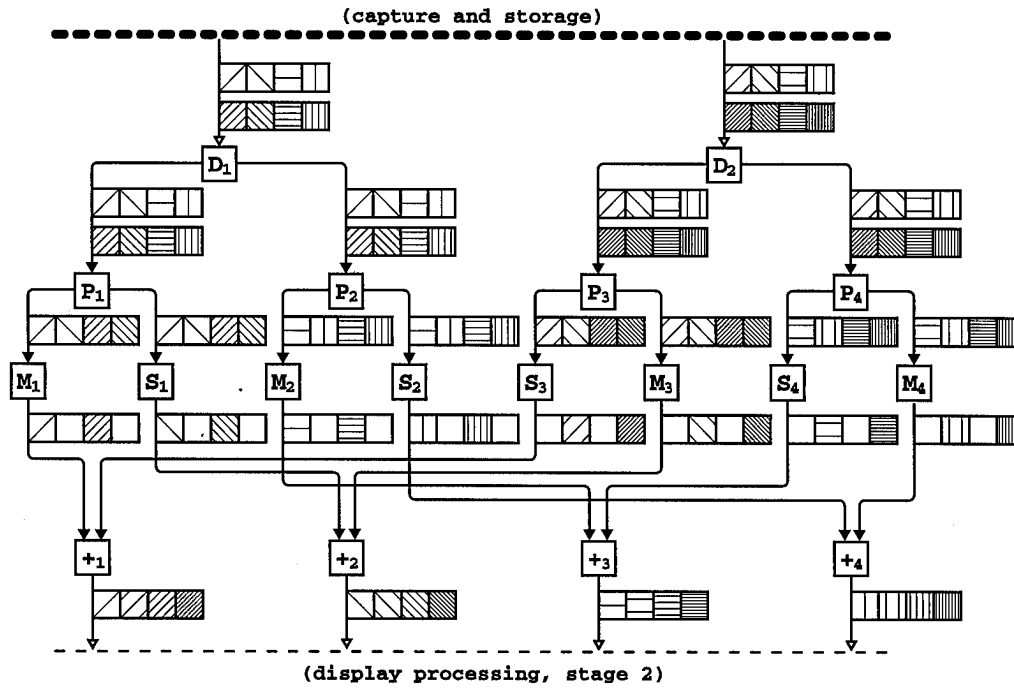 (capture and storage)
D1 D2
P1 P2 P3 P4
M1 S1 M2 S2 S3 M3 S4 M4
+1 +2 +3 +4
(display processing, stage 2)